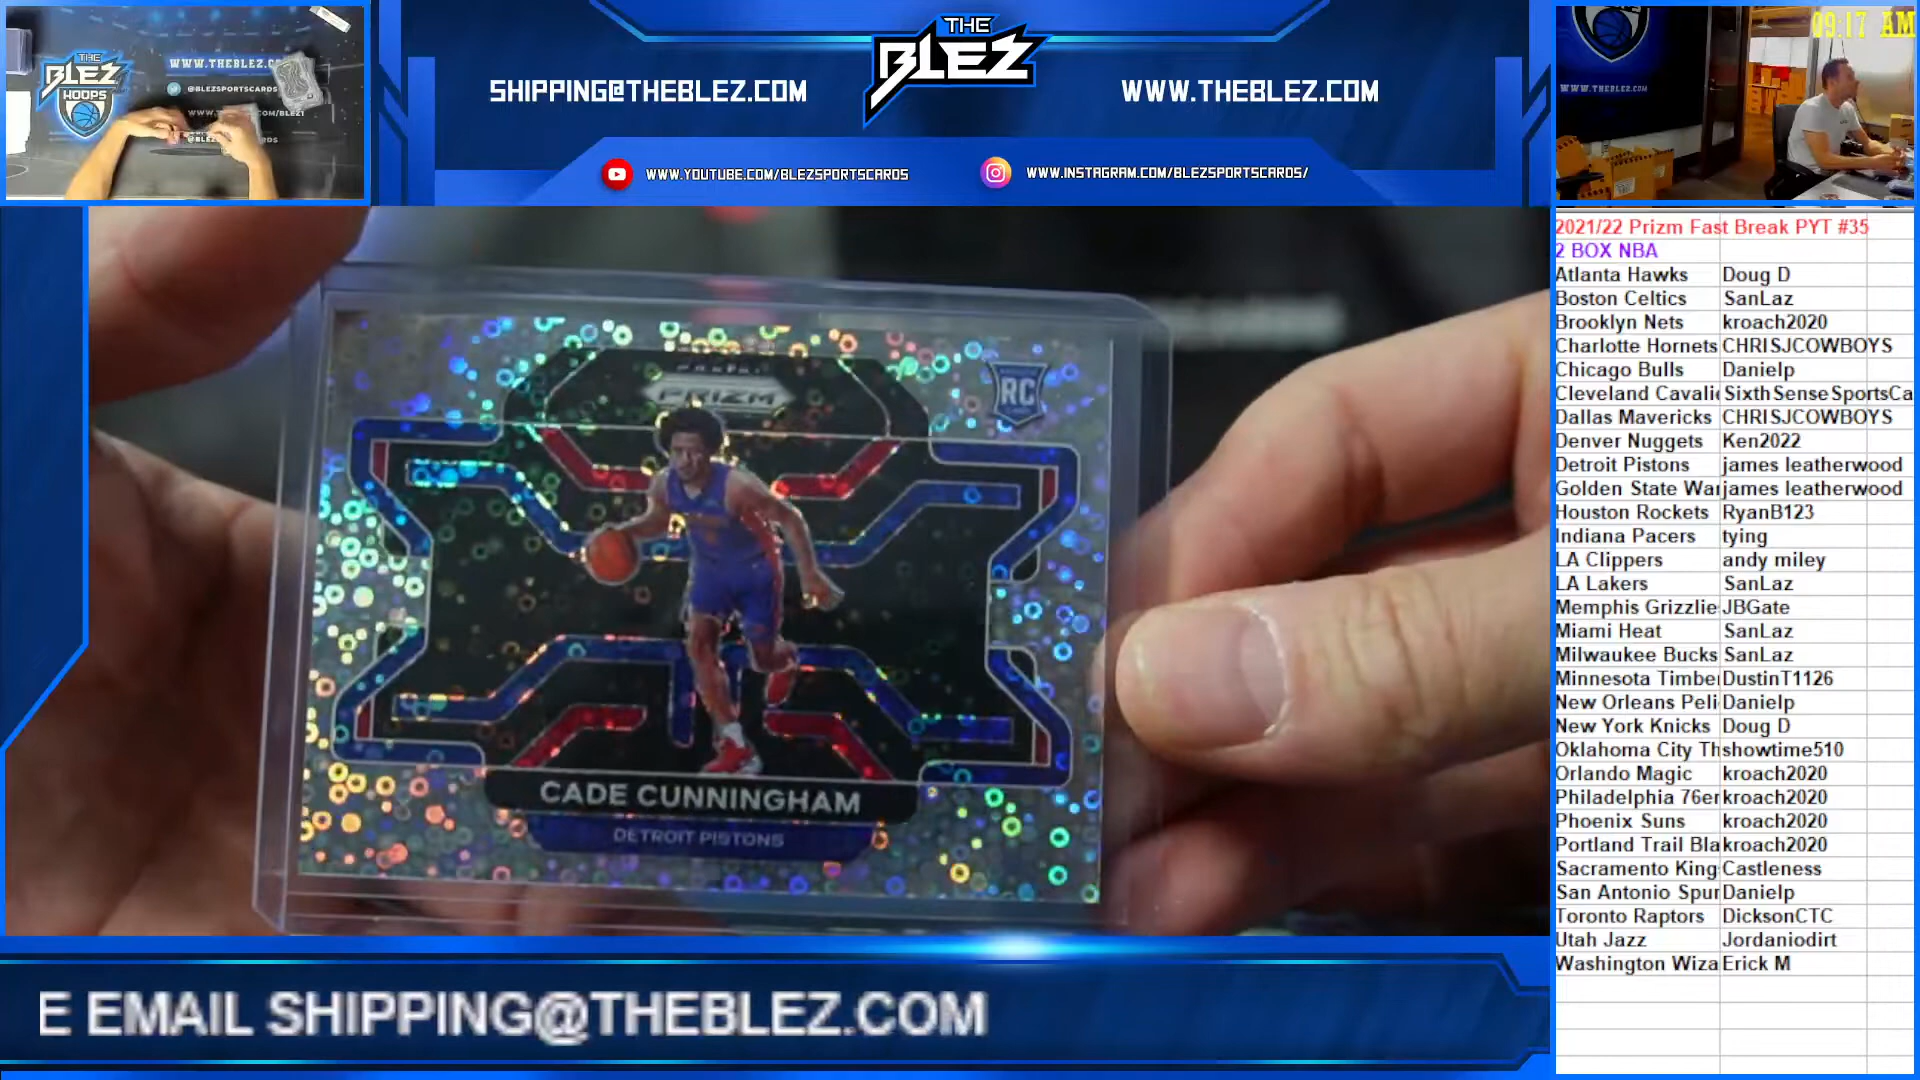 THE
BLEZ
HOOPS
@BLEZSPORTSCARDS
THE
BLEZ
SHIPPING@THEBLEZ.COM
WWW.THEBLEZ.COM
WWW.YOUTUBE.COM/BLEZSPORTSCARDS
WWW.INSTAGRAM.COM/BLEZSPORTSCARDS/
09:17 AM
WWW.THEBLEZ.COM
PANINI
PRIZM
RC
CADE CUNNINGHAM
DETROIT PISTONS
E EMAIL SHIPPING@THEBLEZ.COM
2021/22 Prizm Fast Break PYT #35
2 BOX NBA
Atlanta Hawks Doug D
Boston Celtics SanLaz
Brooklyn Nets kroach2020
Charlotte Hornets CHRISJCOWBOYS
Chicago Bulls Danielp
Cleveland Cavali SixthSenseSportsCa
Dallas Mavericks CHRISJCOWBOYS
Denver Nuggets Ken2022
Detroit Pistons james leatherwood
Golden State War james leatherwood
Houston Rockets RyanB123
Indiana Pacers tying
LA Clippers andy miley
LA Lakers SanLaz
Memphis Grizzlie JBGate
Miami Heat SanLaz
Milwaukee Bucks SanLaz
Minnesota Timbe DustinT1126
New Orleans Peli Danielp
New York Knicks Doug D
Oklahoma City Th showtime510
Orlando Magic kroach2020
Philadelphia 76er kroach2020
Phoenix Suns kroach2020
Portland Trail Bla kroach2020
Sacramento King Castleness
San Antonio Spur Danielp
Toronto Raptors DicksonCTC
Utah Jazz Jordaniodirt
Washington Wiza Erick M